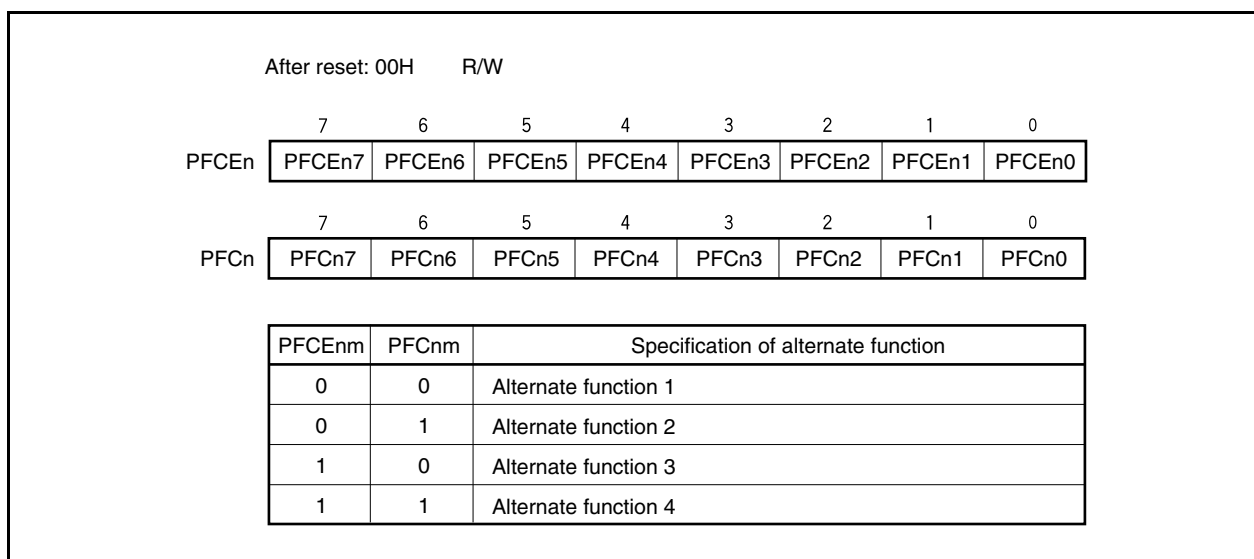 After reset: 00H R/W
7 6 5 4 3 2 1 0
PFCEn PFCEn7 PFCEn6 PFCEn5 PFCEn4 PFCEn3 PFCEn2 PFCEn1 PFCEn0
7 6 5 4 3 2 1 0
PFCn PFCn7 PFCn6 PFCn5 PFCn4 PFCn3 PFCn2 PFCn1 PFCn0
PFCEnm PFCnm Specification of alternate function
0 0 Alternate function 1
0 1 Alternate function 2
1 0 Alternate function 3
1 1 Alternate function 4